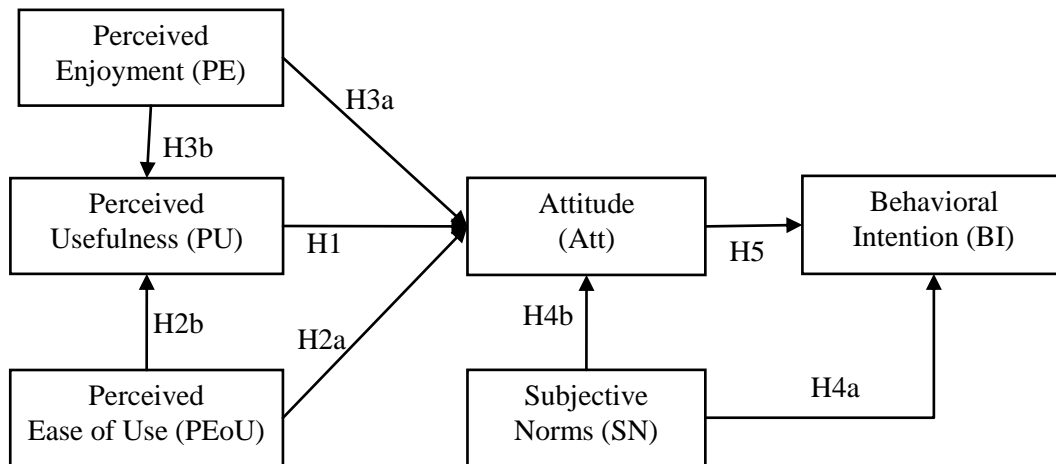 Perceived
Enjoyment (PE)
H3a
H3b
Perceived
Usefulness (PU)
H1
Attitude
(Att)
H5
Behavioral
Intention (BI)
H2b
H2a
H4b
Perceived
Ease of Use (PEoU)
Subjective
Norms (SN)
H4a